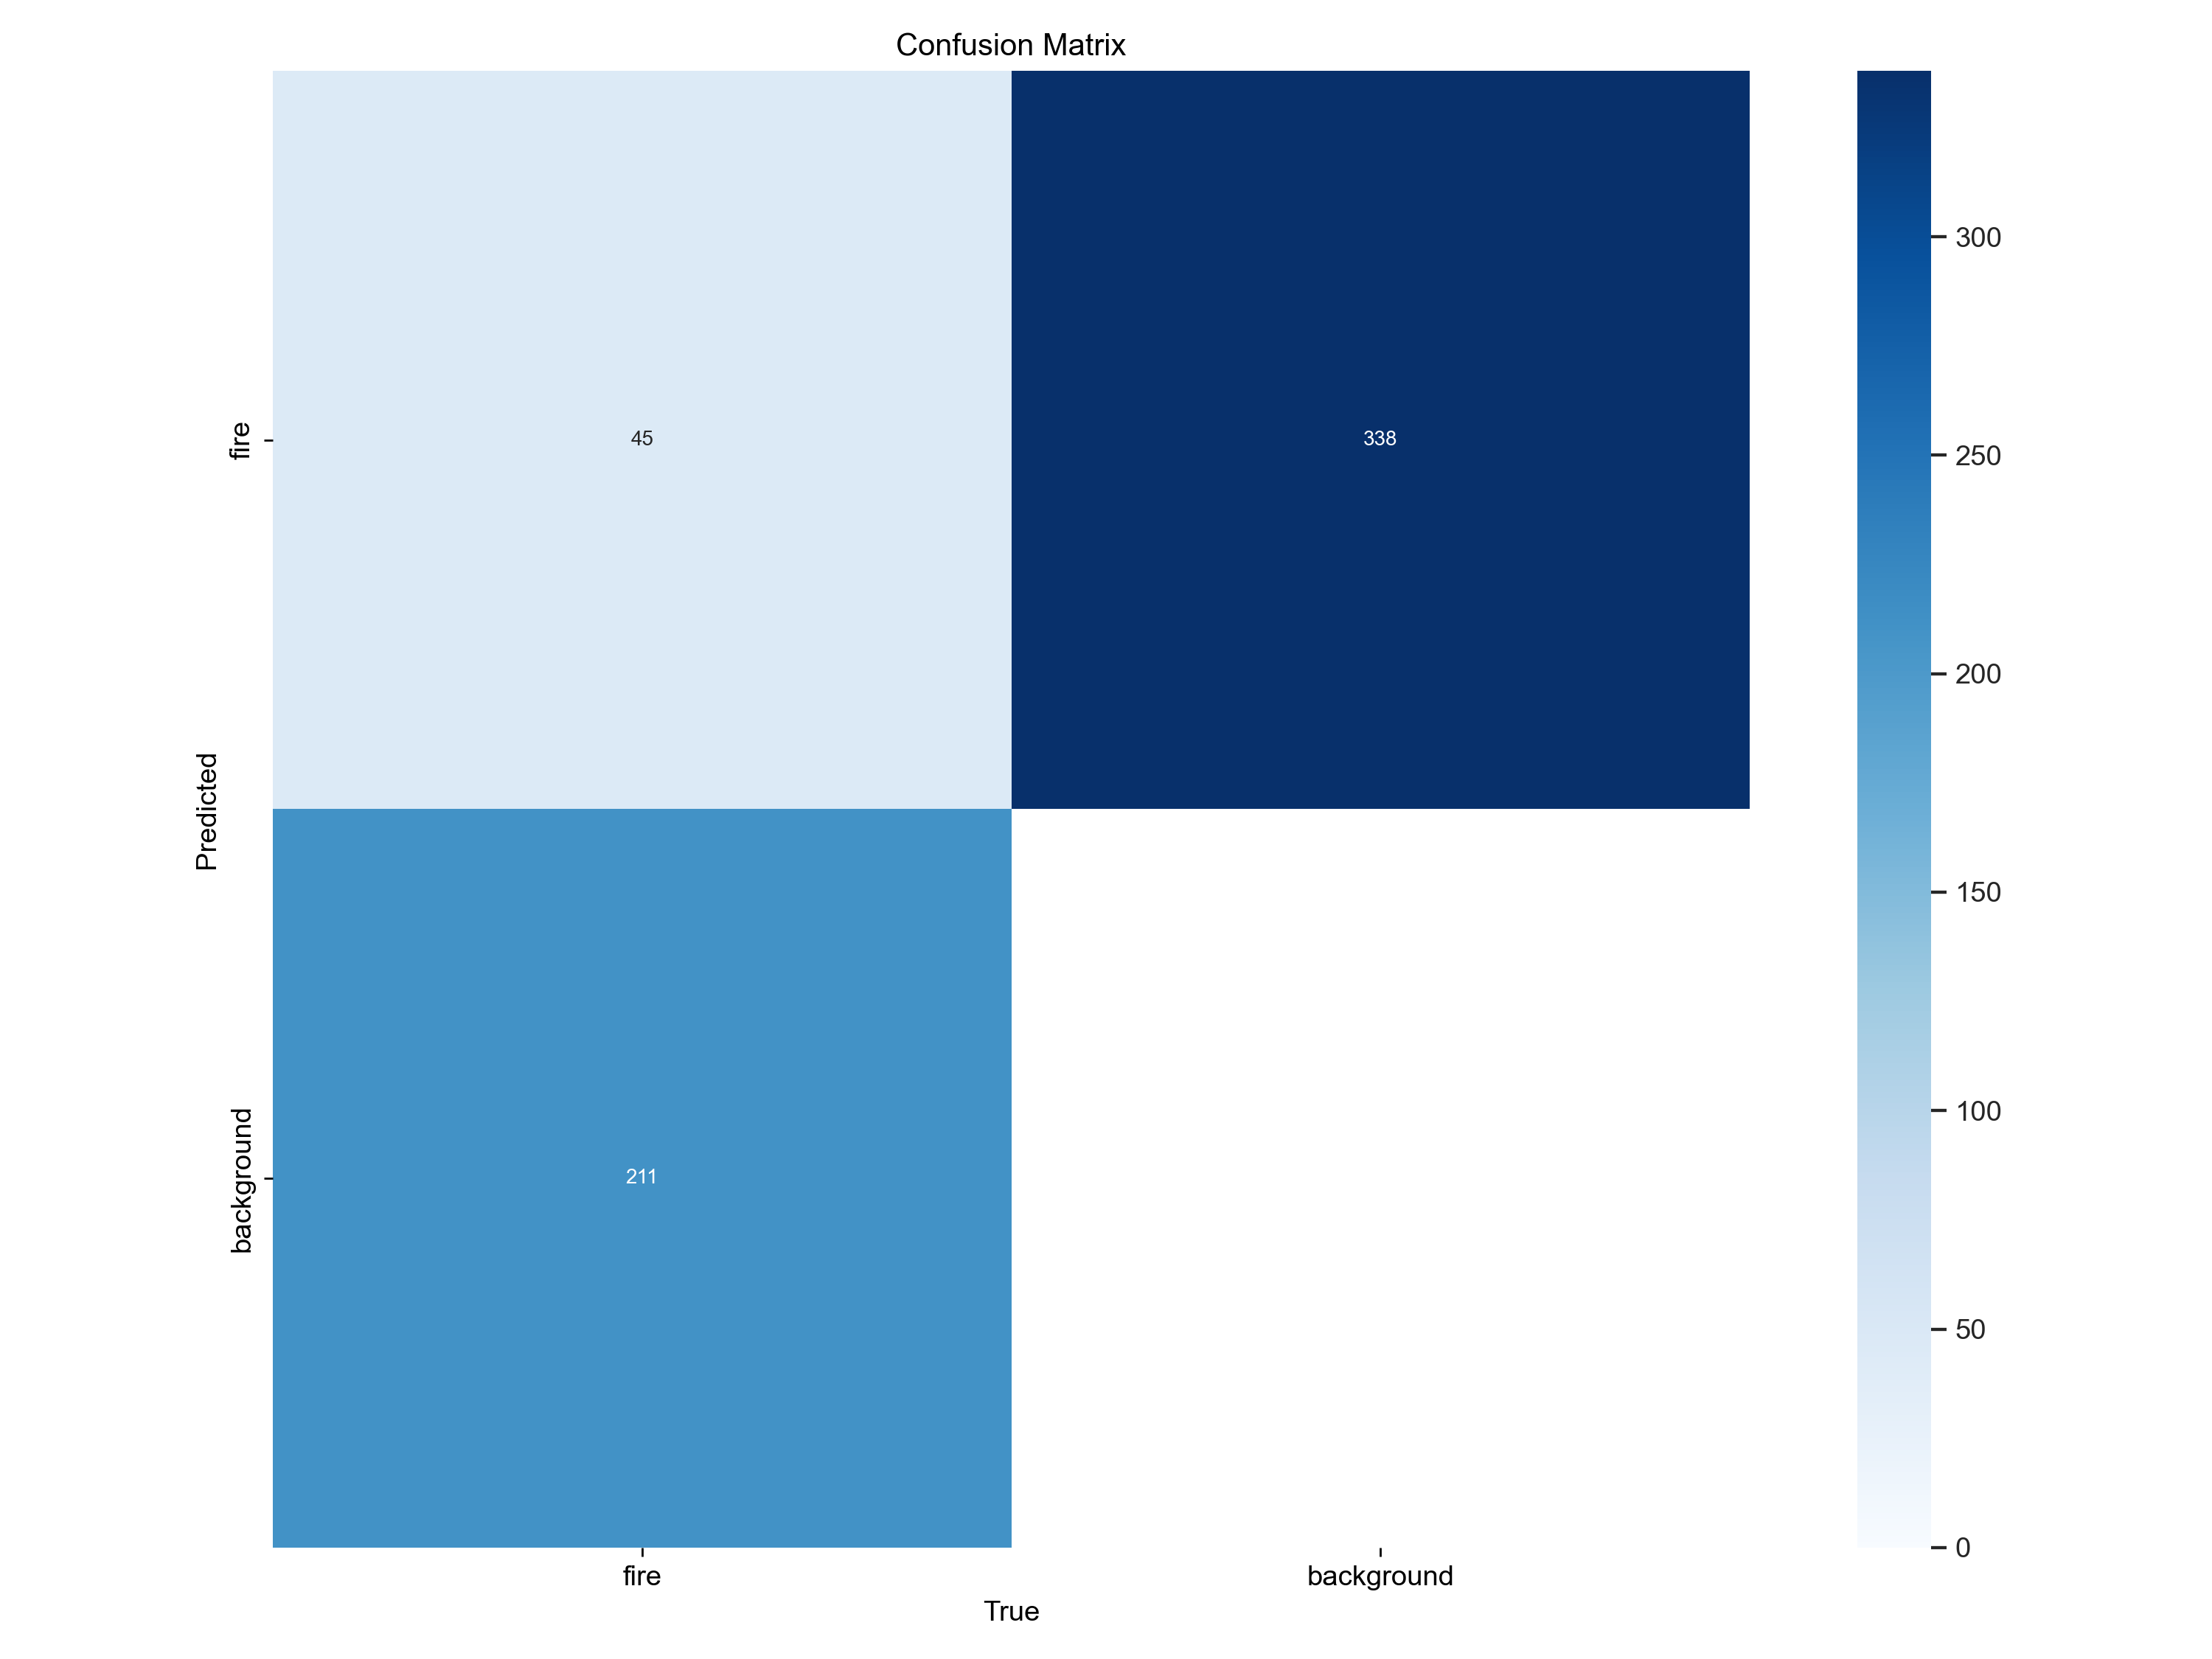 Confusion Matrix
fire
45
338
Predicted
background
211
fire
background
True
300
250
200
150
100
50
0